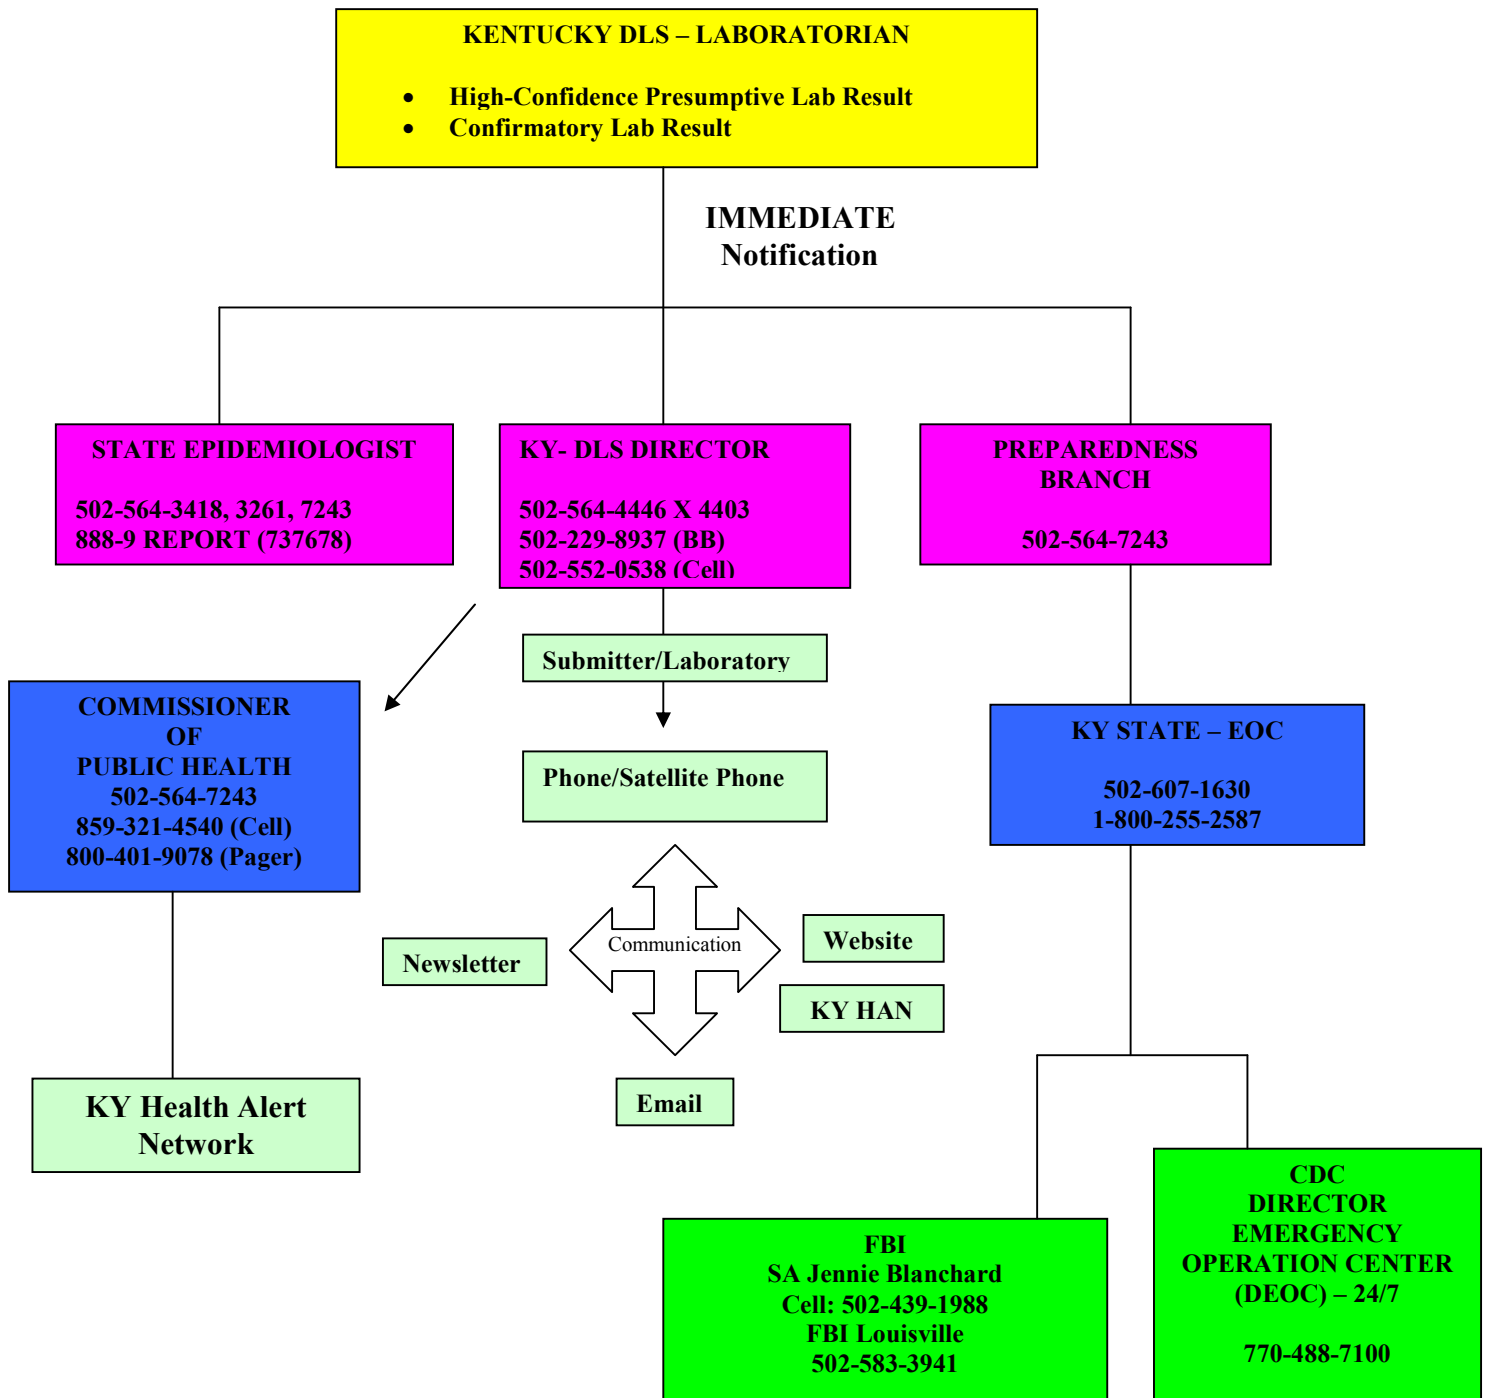 KENTUCKY DLS – LABORATORIAN
• High-Confidence Presumptive Lab Result
• Confirmatory Lab Result
IMMEDIATE
Notification
STATE EPIDEMIOLOGIST
502-564-3418, 3261, 7243
888-9 REPORT (737678)
KY- DLS DIRECTOR
502-564-4446 X 4403
502-229-8937 (BB)
502-552-0538 (Cell)
PREPAREDNESS
BRANCH
502-564-7243
Submitter/Laboratory
COMMISSIONER
OF
PUBLIC HEALTH
502-564-7243
859-321-4540 (Cell)
800-401-9078 (Pager)
Phone/Satellite Phone
KY STATE – EOC
502-607-1630
1-800-255-2587
Newsletter
Communication
Website
KY HAN
Email
KY Health Alert
Network
FBI
SA Jennie Blanchard
Cell: 502-439-1988
FBI Louisville
502-583-3941
CDC
DIRECTOR
EMERGENCY
OPERATION CENTER
(DEOC) – 24/7
770-488-7100